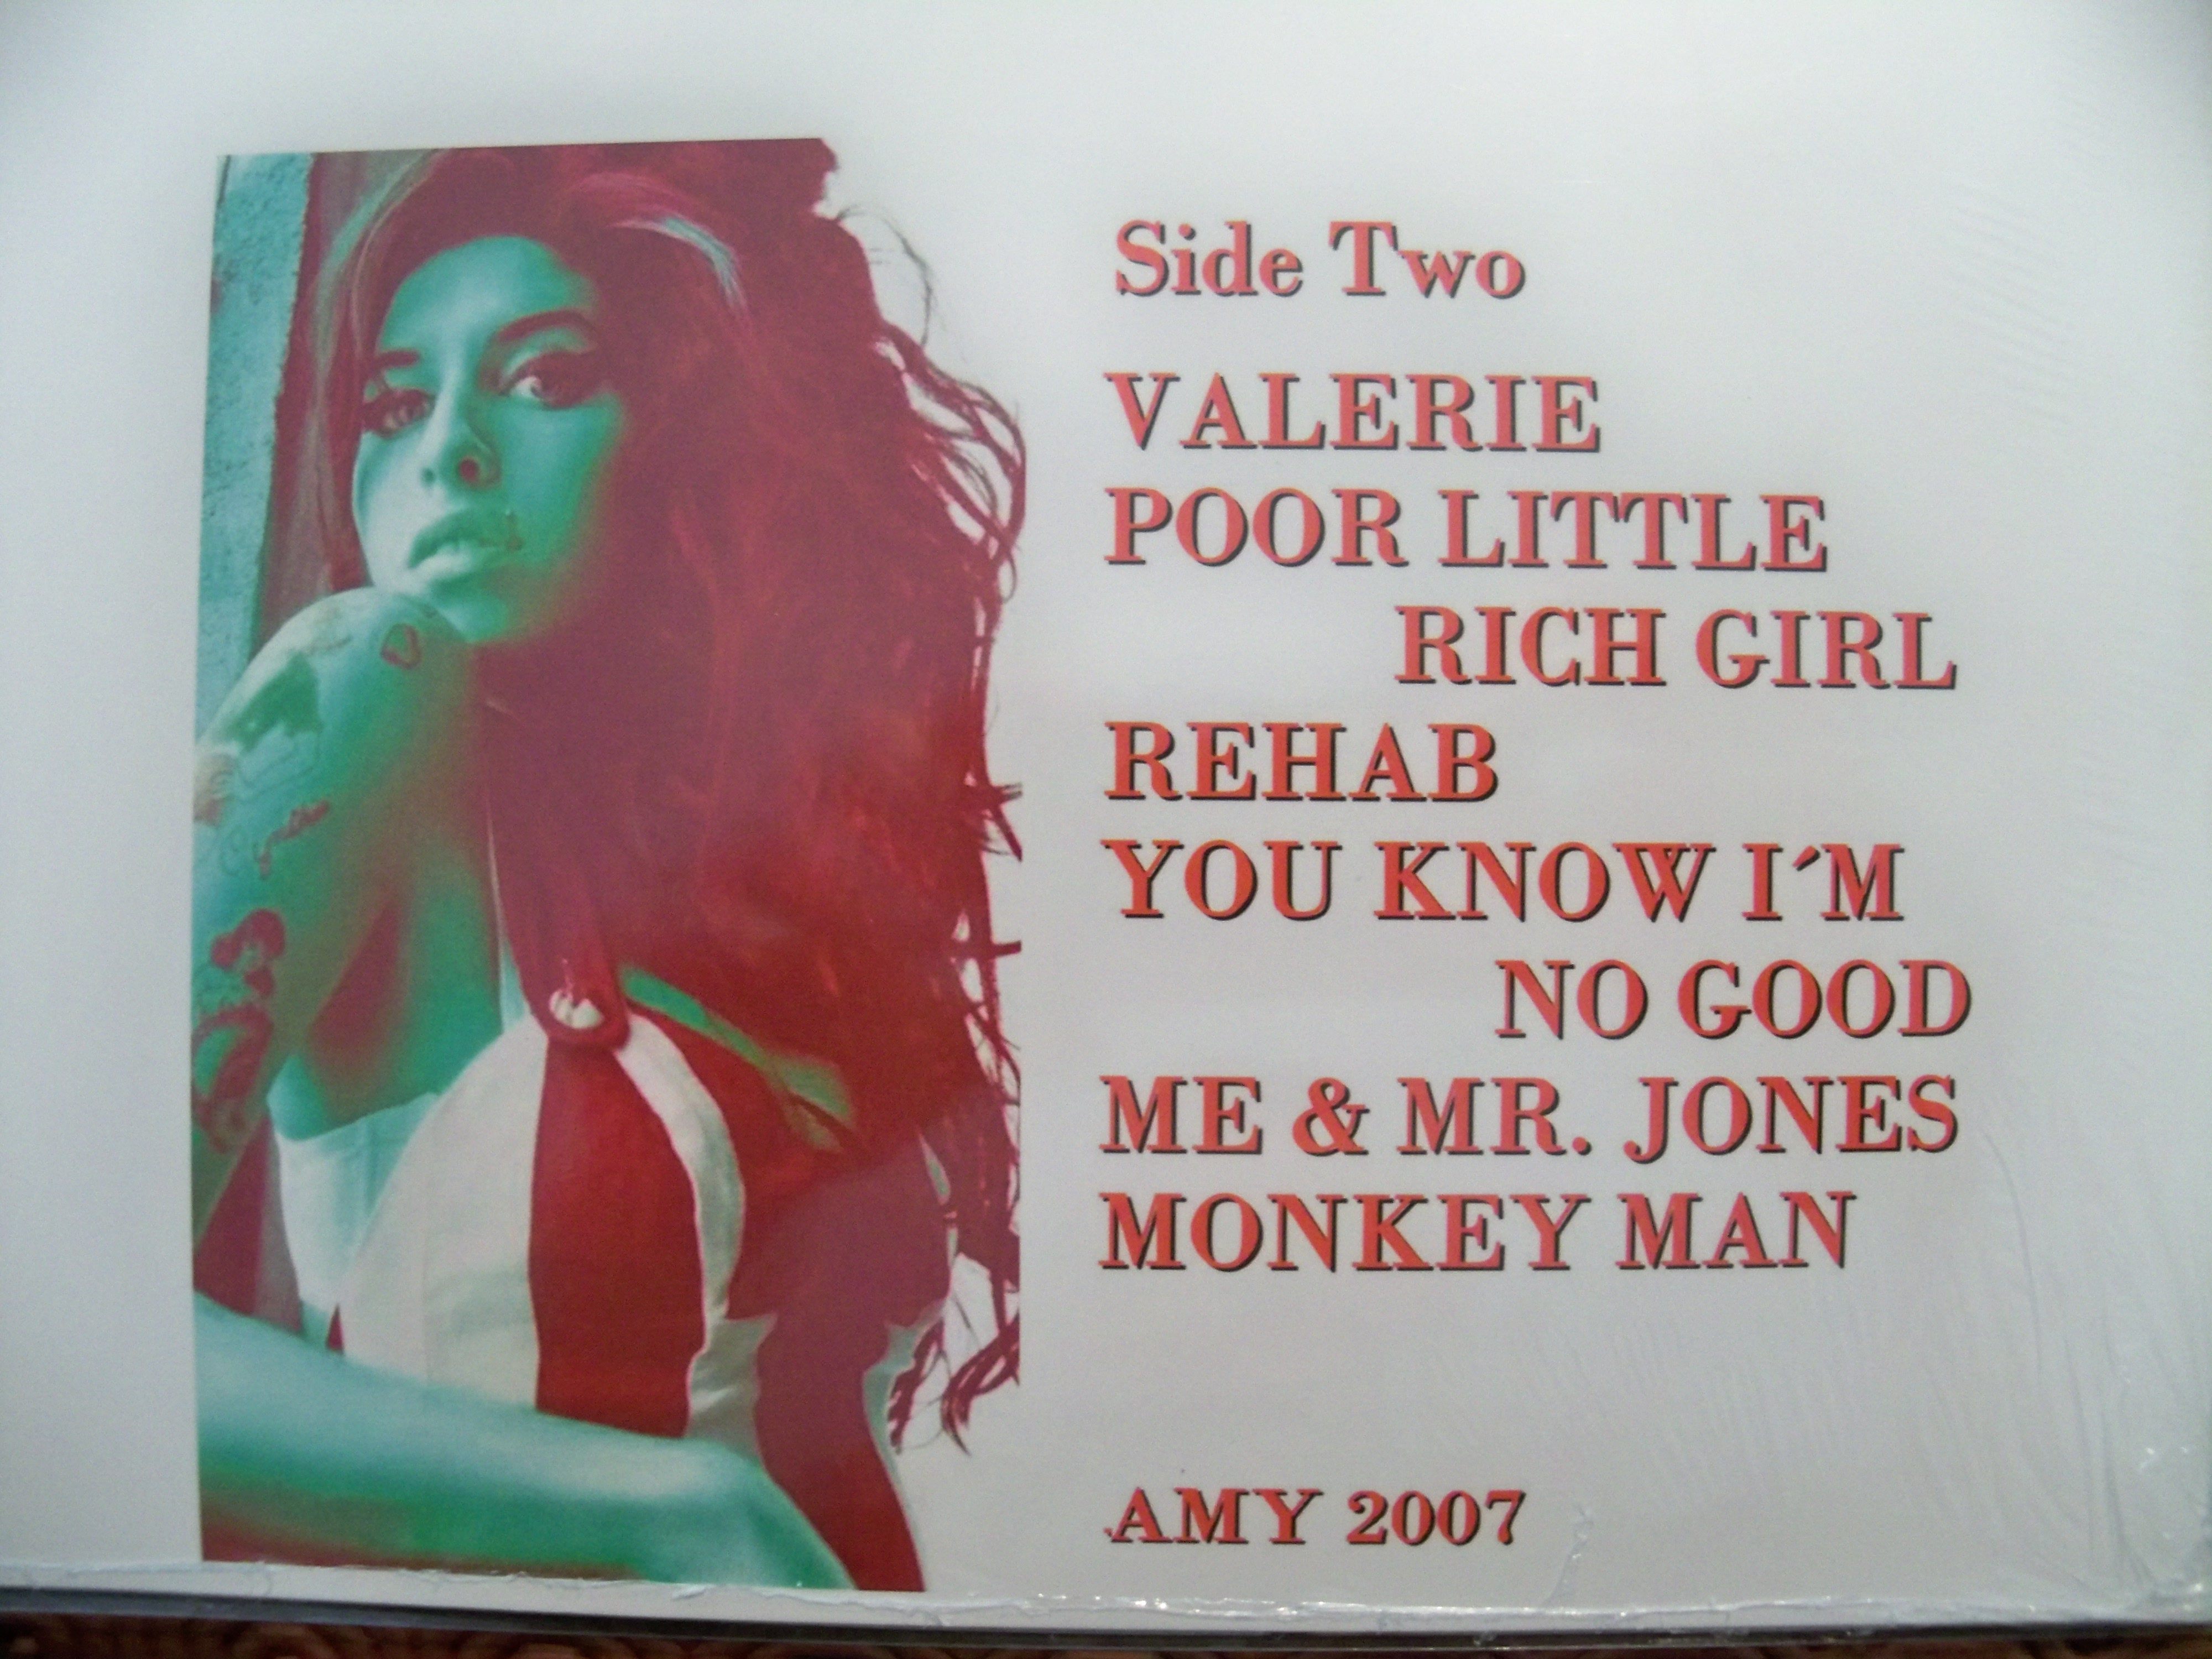 Side Two
VALERIE
POOR LITTLE
RICH GIRL
REHAB
YOU KNOW I´M
NO GOOD
ME & MR. JONES
MONKEY MAN
AMY 2007